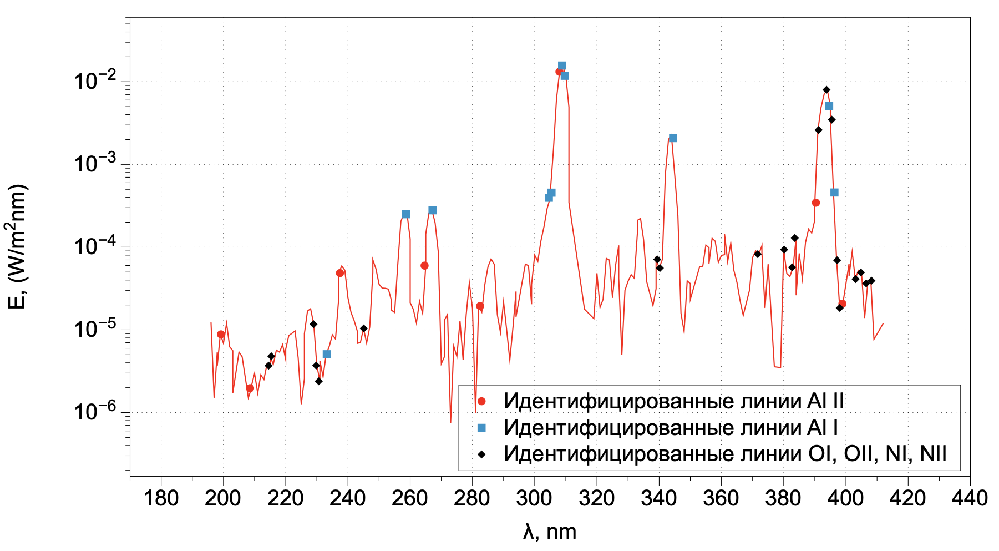 E, (W/m²nm)
10⁻²
10⁻³
10⁻⁴
10⁻⁵
10⁻⁶
Идентифицированные линии Al II
Идентифицированные линии Al I
Идентифицированные линии OI, OII, NI, NII
180 200 220 240 260 280 300 320 340 360 380 400 420 440
λ, nm